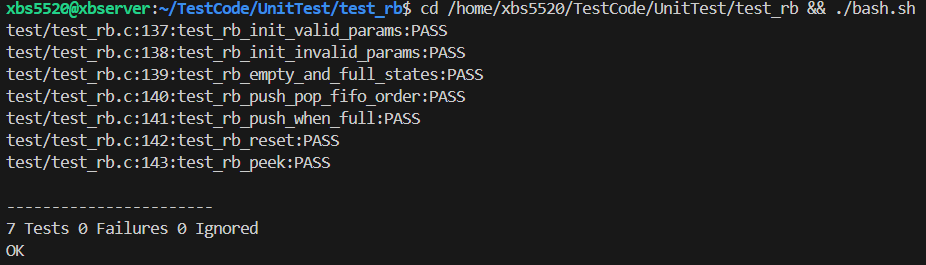 xbs5520@xbserver:~/TestCode/UnitTest/test_rb$ cd /home/xbs5520/TestCode/UnitTest/test_rb && ./bash.sh
test/test_rb.c:137:test_rb_init_valid_params:PASS
test/test_rb.c:138:test_rb_init_invalid_params:PASS
test/test_rb.c:139:test_rb_empty_and_full_states:PASS
test/test_rb.c:140:test_rb_push_pop_fifo_order:PASS
test/test_rb.c:141:test_rb_push_when_full:PASS
test/test_rb.c:142:test_rb_reset:PASS
test/test_rb.c:143:test_rb_peek:PASS

-----------------------
7 Tests 0 Failures 0 Ignored
OK